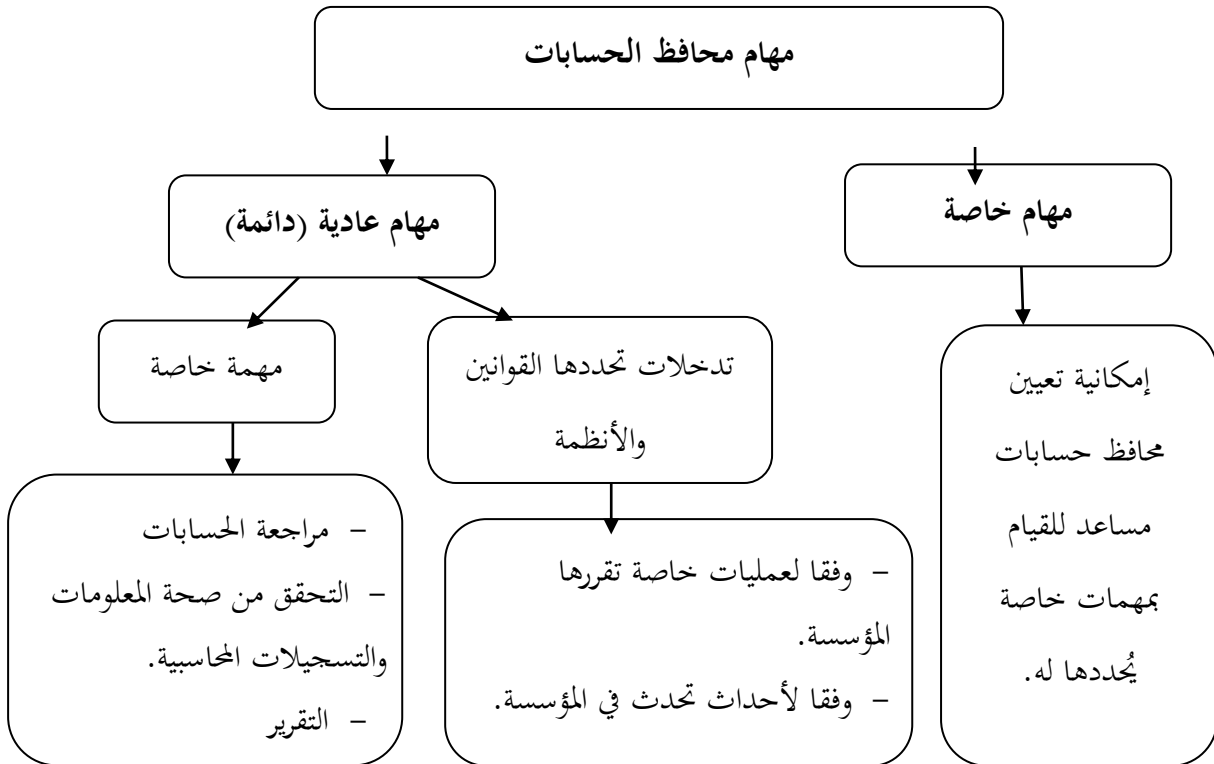 مهام محافظ الحسابات
مهام خاصة
مهام عادية (دائمة)
إمكانية تعيين
محافظ حسابات
مساعد للقيام
بمهمات خاصة
يُحددها له.
تدخلات تحددها القوانين
والأنظمة
مهمة خاصة
– وفقا لعمليات خاصة تقررها
المؤسسة.
– وفقا لأحداث تحدث في المؤسسة.
– مراجعة الحسابات
– التحقق من صحة المعلومات
والتسجيلات المحاسبية.
– التقرير